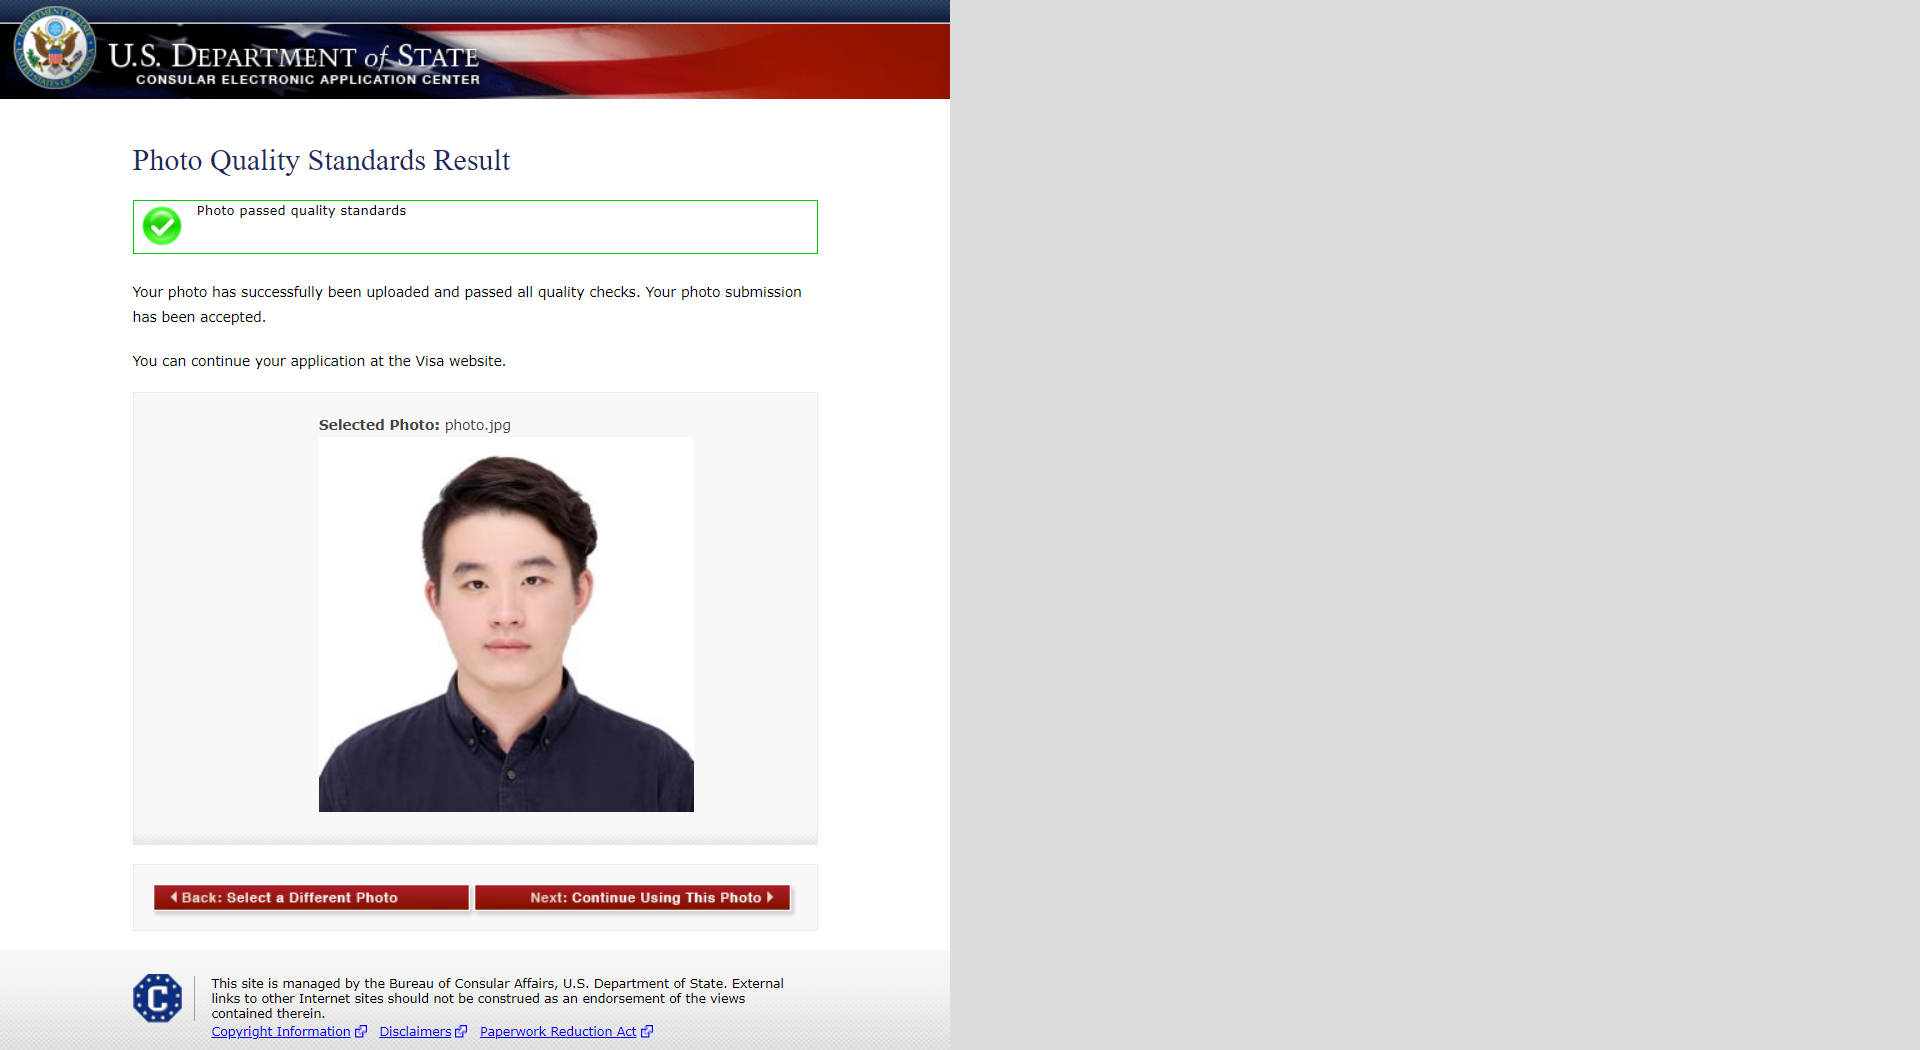 U.S. DEPARTMENT of STATE
CONSULAR ELECTRONIC APPLICATION CENTER
Photo Quality Standards Result
Photo passed quality standards
Your photo has successfully been uploaded and passed all quality checks. Your photo submission
has been accepted.
You can continue your application at the Visa website.
Selected Photo: photo.jpg
Back: Select a Different Photo
Next: Continue Using This Photo
C
This site is managed by the Bureau of Consular Affairs, U.S. Department of State. External
links to other Internet sites should not be construed as an endorsement of the views
contained therein.
Copyright Information Disclaimers Paperwork Reduction Act